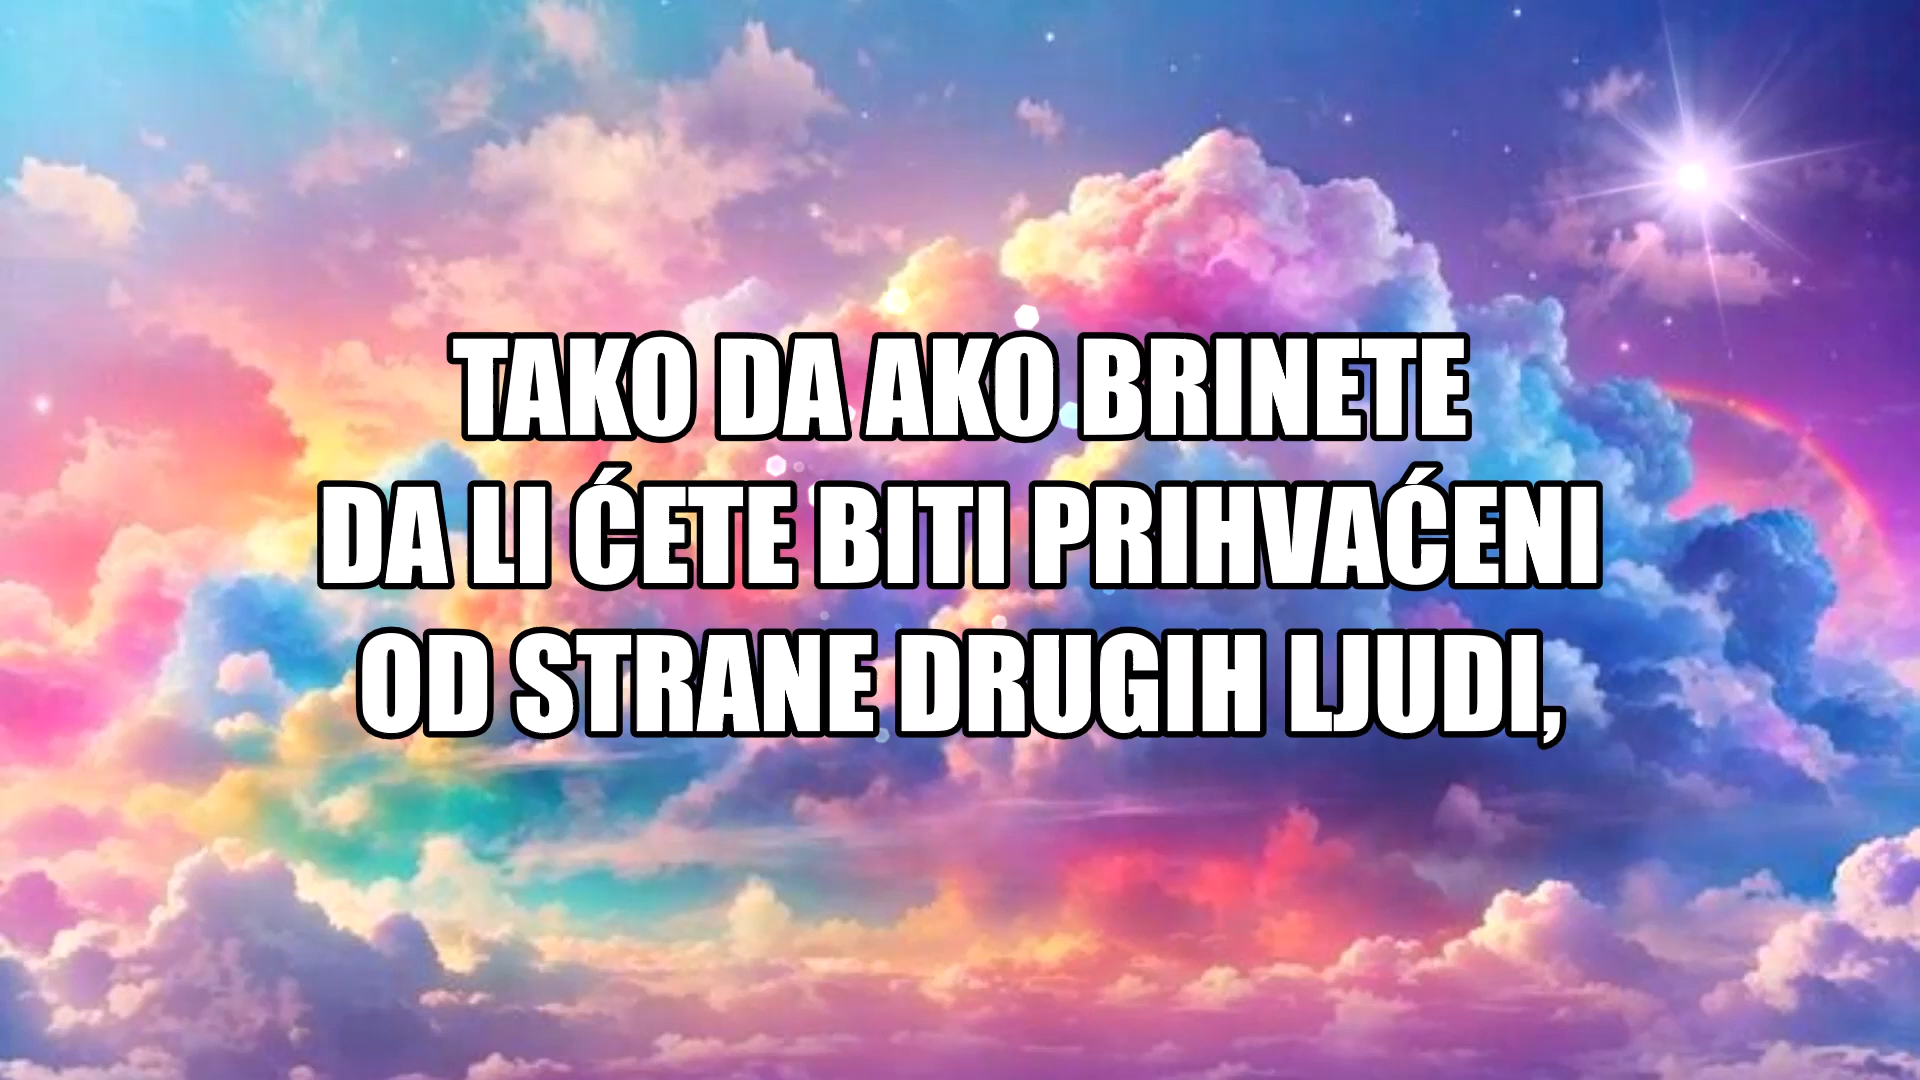 TAKO DA AKO BRINETE
DA LI ĆETE BITI PRIHVAĆENI
OD STRANE DRUGIH LJUDI,